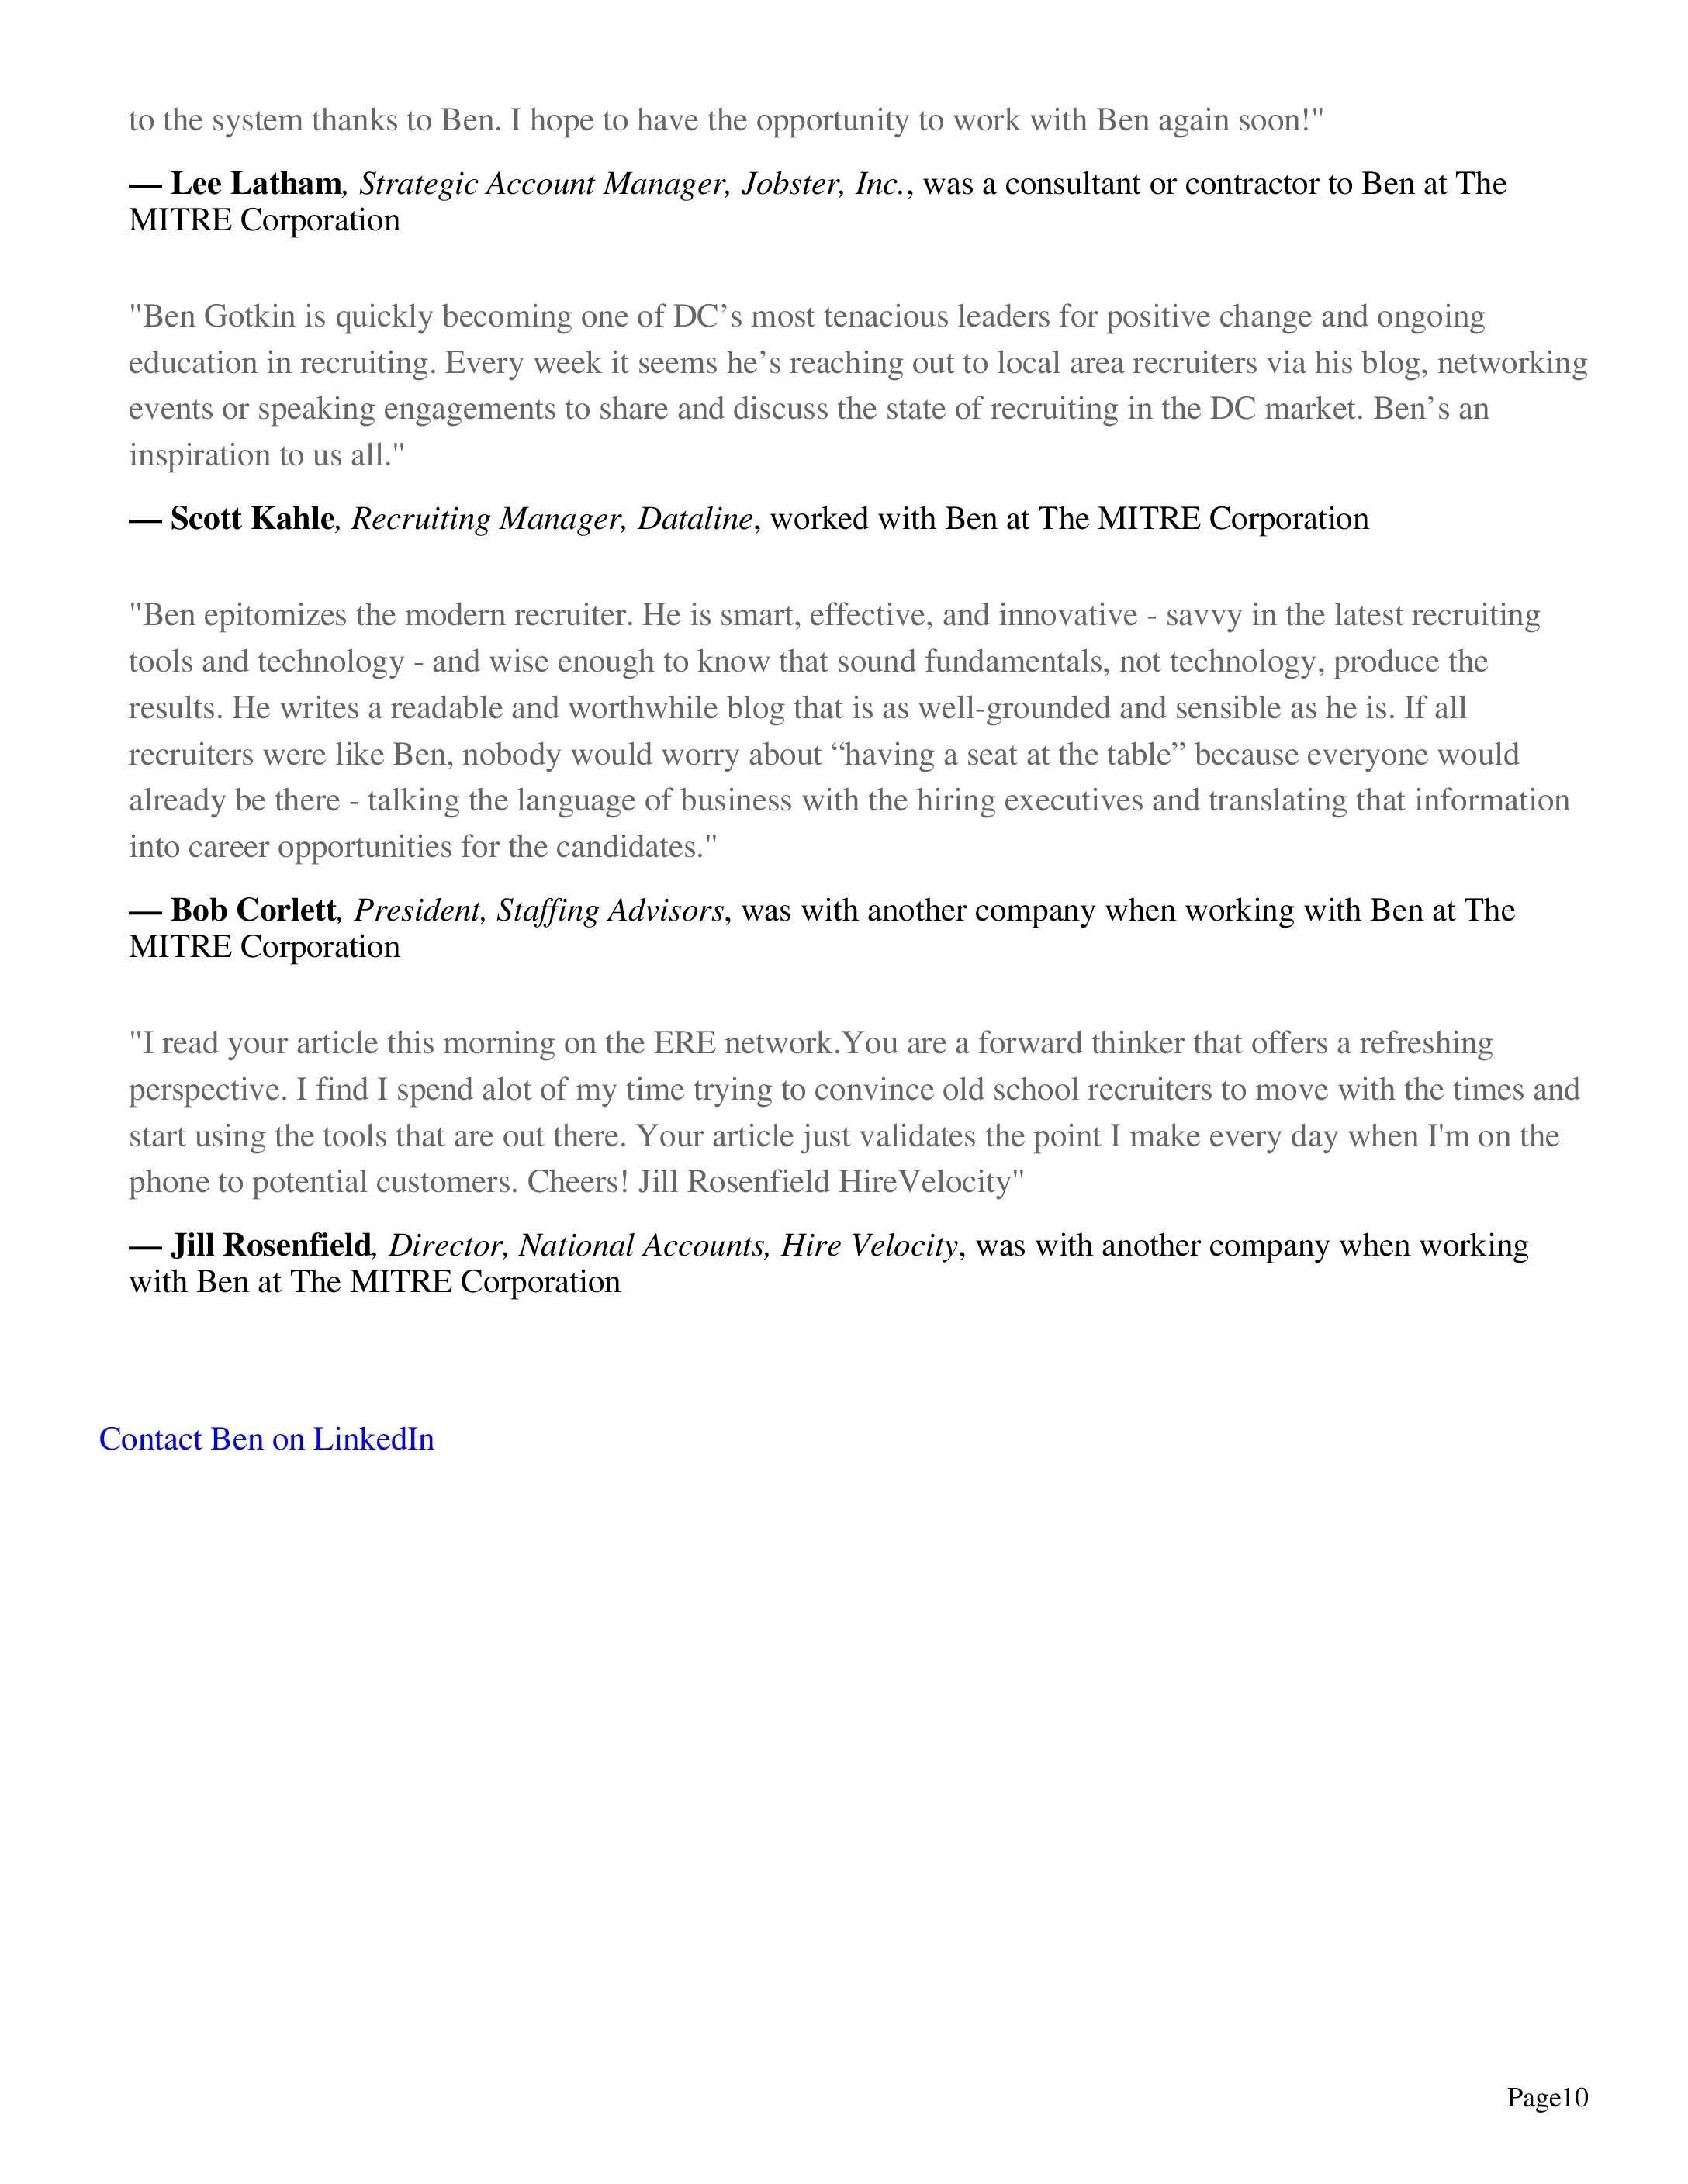 to the system thanks to Ben. I hope to have the opportunity to work with Ben again soon!"
— Lee Latham, Strategic Account Manager, Jobster, Inc., was a consultant or contractor to Ben at The
MITRE Corporation
"Ben Gotkin is quickly becoming one of DC’s most tenacious leaders for positive change and ongoing
education in recruiting. Every week it seems he’s reaching out to local area recruiters via his blog, networking
events or speaking engagements to share and discuss the state of recruiting in the DC market. Ben’s an
inspiration to us all."
— Scott Kahle, Recruiting Manager, Dataline, worked with Ben at The MITRE Corporation
"Ben epitomizes the modern recruiter. He is smart, effective, and innovative - savvy in the latest recruiting
tools and technology - and wise enough to know that sound fundamentals, not technology, produce the
results. He writes a readable and worthwhile blog that is as well-grounded and sensible as he is. If all
recruiters were like Ben, nobody would worry about “having a seat at the table” because everyone would
already be there - talking the language of business with the hiring executives and translating that information
into career opportunities for the candidates."
— Bob Corlett, President, Staffing Advisors, was with another company when working with Ben at The
MITRE Corporation
"I read your article this morning on the ERE network.You are a forward thinker that offers a refreshing
perspective. I find I spend alot of my time trying to convince old school recruiters to move with the times and
start using the tools that are out there. Your article just validates the point I make every day when I'm on the
phone to potential customers. Cheers! Jill Rosenfield HireVelocity"
— Jill Rosenfield, Director, National Accounts, Hire Velocity, was with another company when working
with Ben at The MITRE Corporation
Contact Ben on LinkedIn
Page10